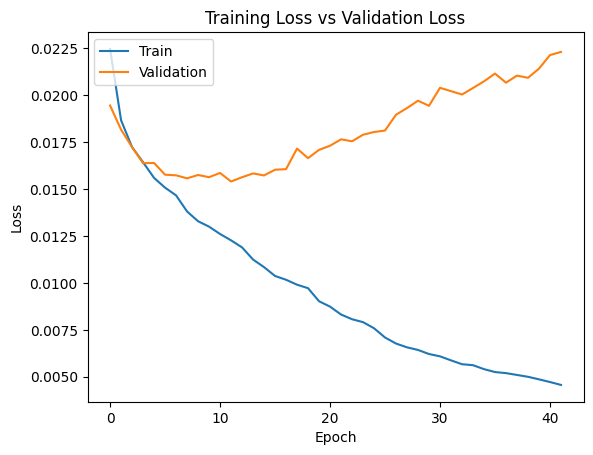 Training Loss vs Validation Loss
Train
Validation
0.0225
0.0200
0.0175
0.0150
0.0125
0.0100
0.0075
0.0050
Loss
0 10 20 30 40
Epoch